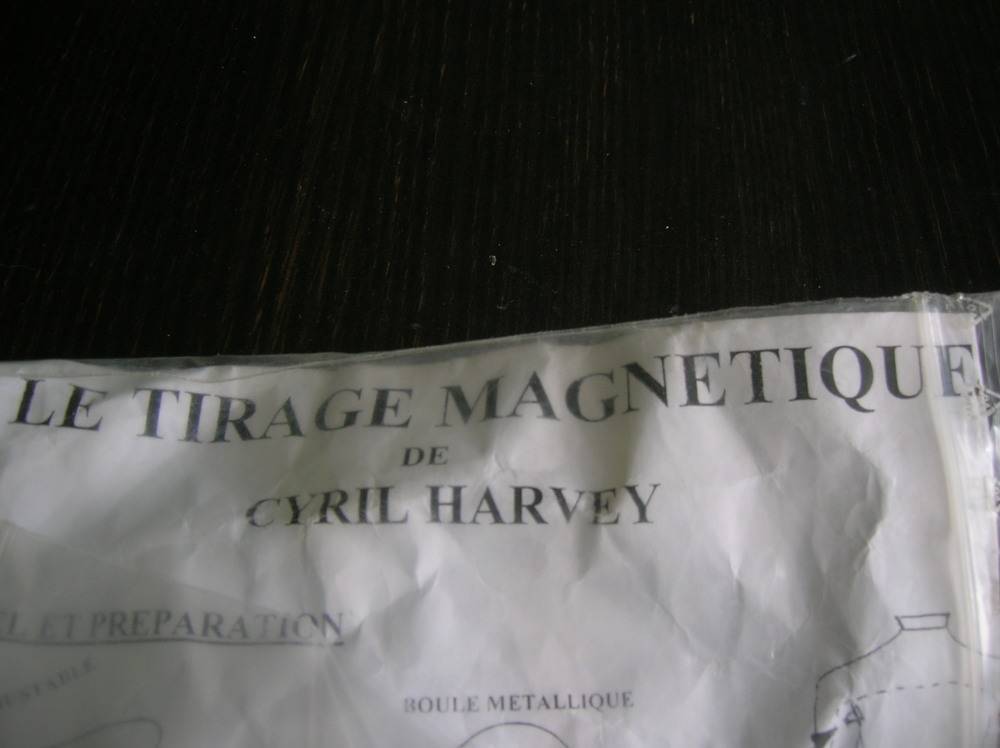 LE TIRAGE MAGNETIQUE
DE
CYRIL HARVEY
ET PREPARATION
BOULE METALLIQUE